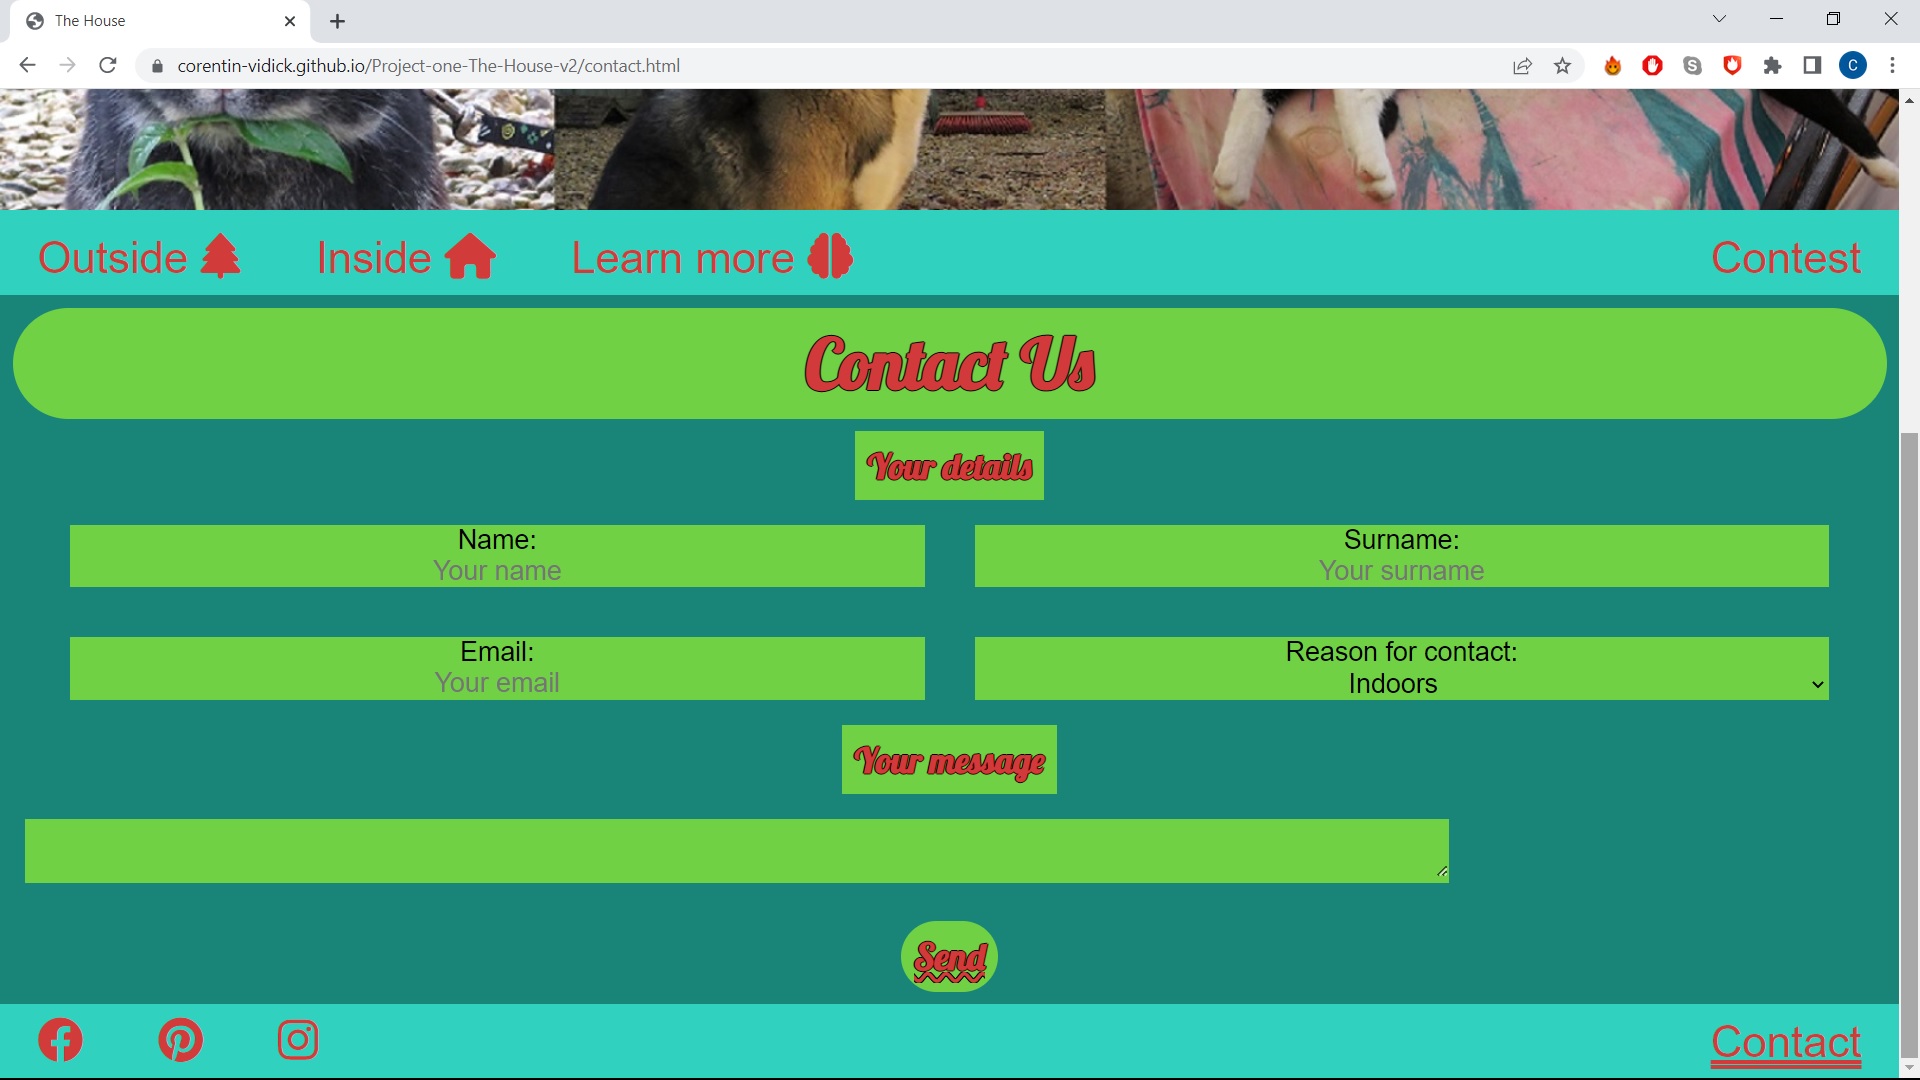 The House
corentin-vidick.github.io/Project-one-The-House-v2/contact.html
C
Outside Inside Learn more Contest
Contact Us
Your details
Name: Surname:
Your name Your surname
Email: Reason for contact:
Your email Indoors
Your message
Send
Contact